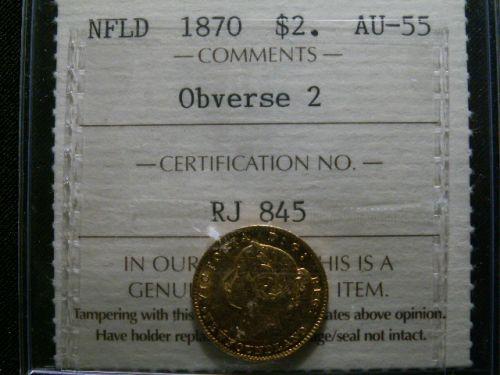 NFLD 1870 $2. AU-55
— COMMENTS —
Obverse 2
— CERTIFICATION NO. —
RJ 845
IN OUR HIS IS A
GENU ITEM.
Tampering with this ates above opinion.
Have holder repla ge/seal not intact.